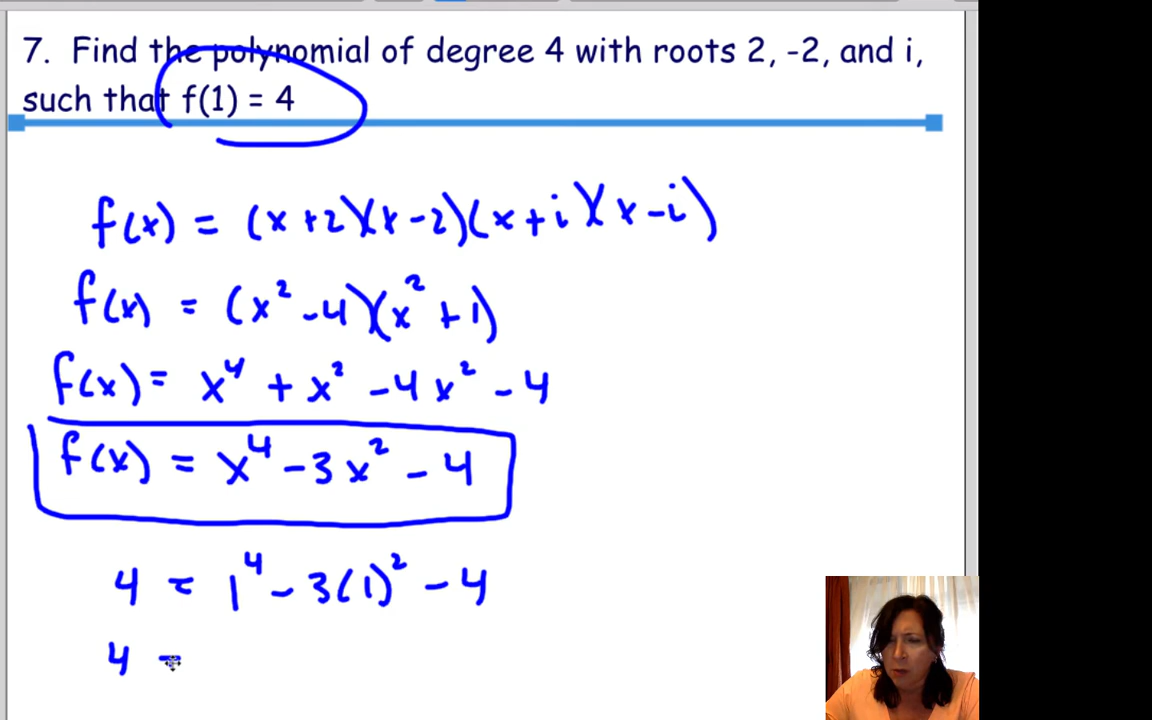 7. Find the polynomial of degree 4 with roots 2, -2, and i,
such that f(1) = 4
f(x) = (x+2)(x-2)(x+i)(x-i)
f(x) = (x² -4)(x² +1)
f(x) = x⁴ + x² -4x² -4
f(x) = x⁴ -3x² -4
4 = 1⁴ -3(1)² -4
4 =